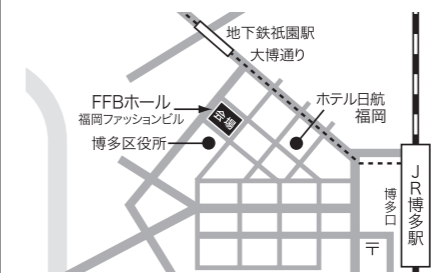 地下鉄祇園駅
大博通り
FFBホール
福岡ファッションビル
会場
ホテル日航
福岡
博多区役所
博多口
JR博多駅
〒